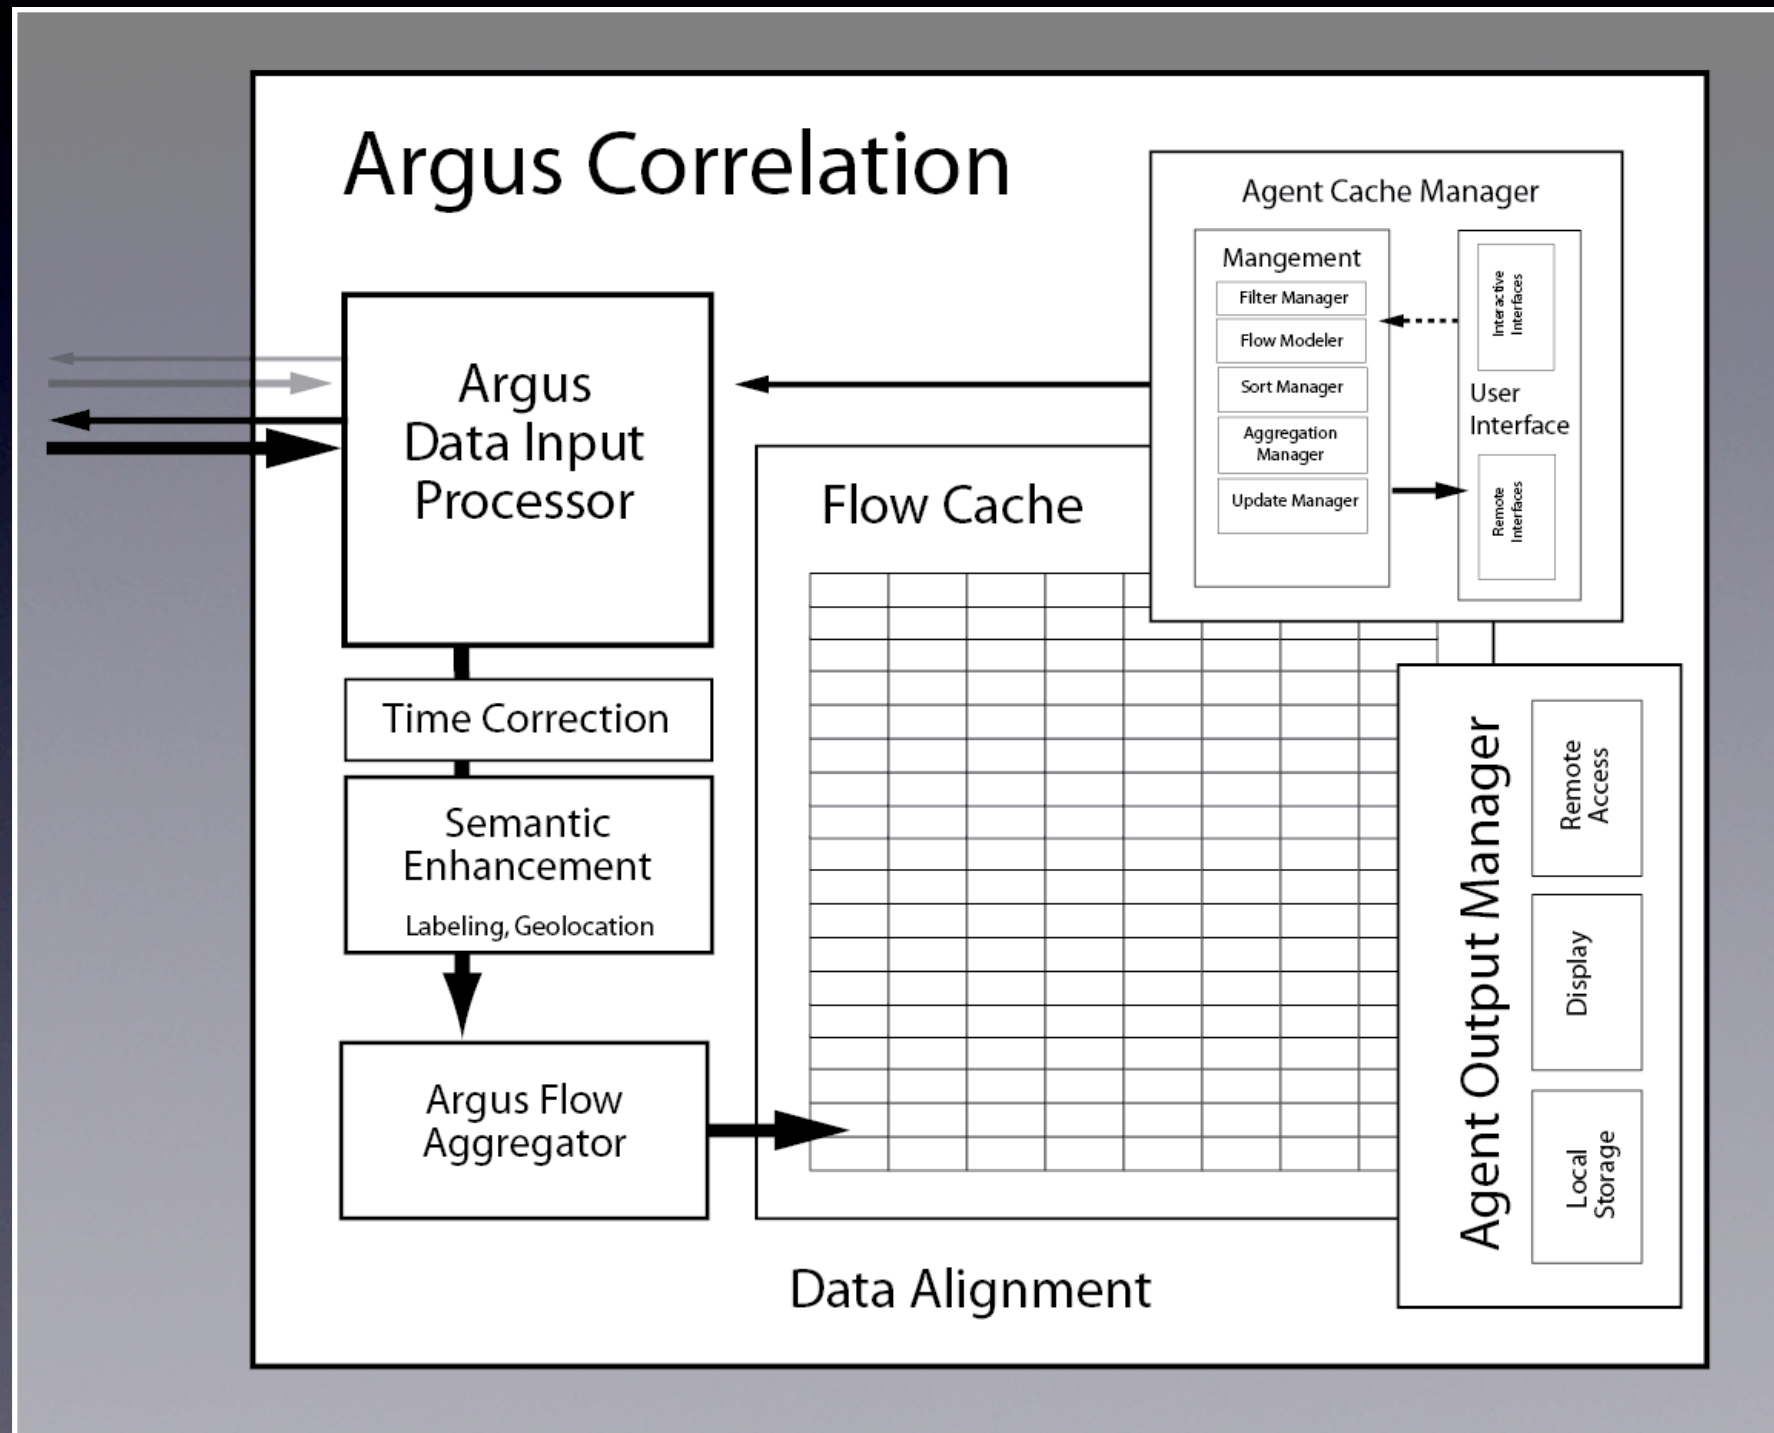 Argus Correlation
Agent Cache Manager
Mangement
Filter Manager
Flow Modeler
Sort Manager
Aggregation
Manager
Update Manager
Interactive
Interfaces
User
Interface
Remote
Interfaces
Argus
Data Input
Processor
Flow Cache
Time Correction
Semantic
Enhancement
Labeling, Geolocation
Argus Flow
Aggregator
Agent Output Manager
Remote
Access
Display
Local
Storage
Data Alignment